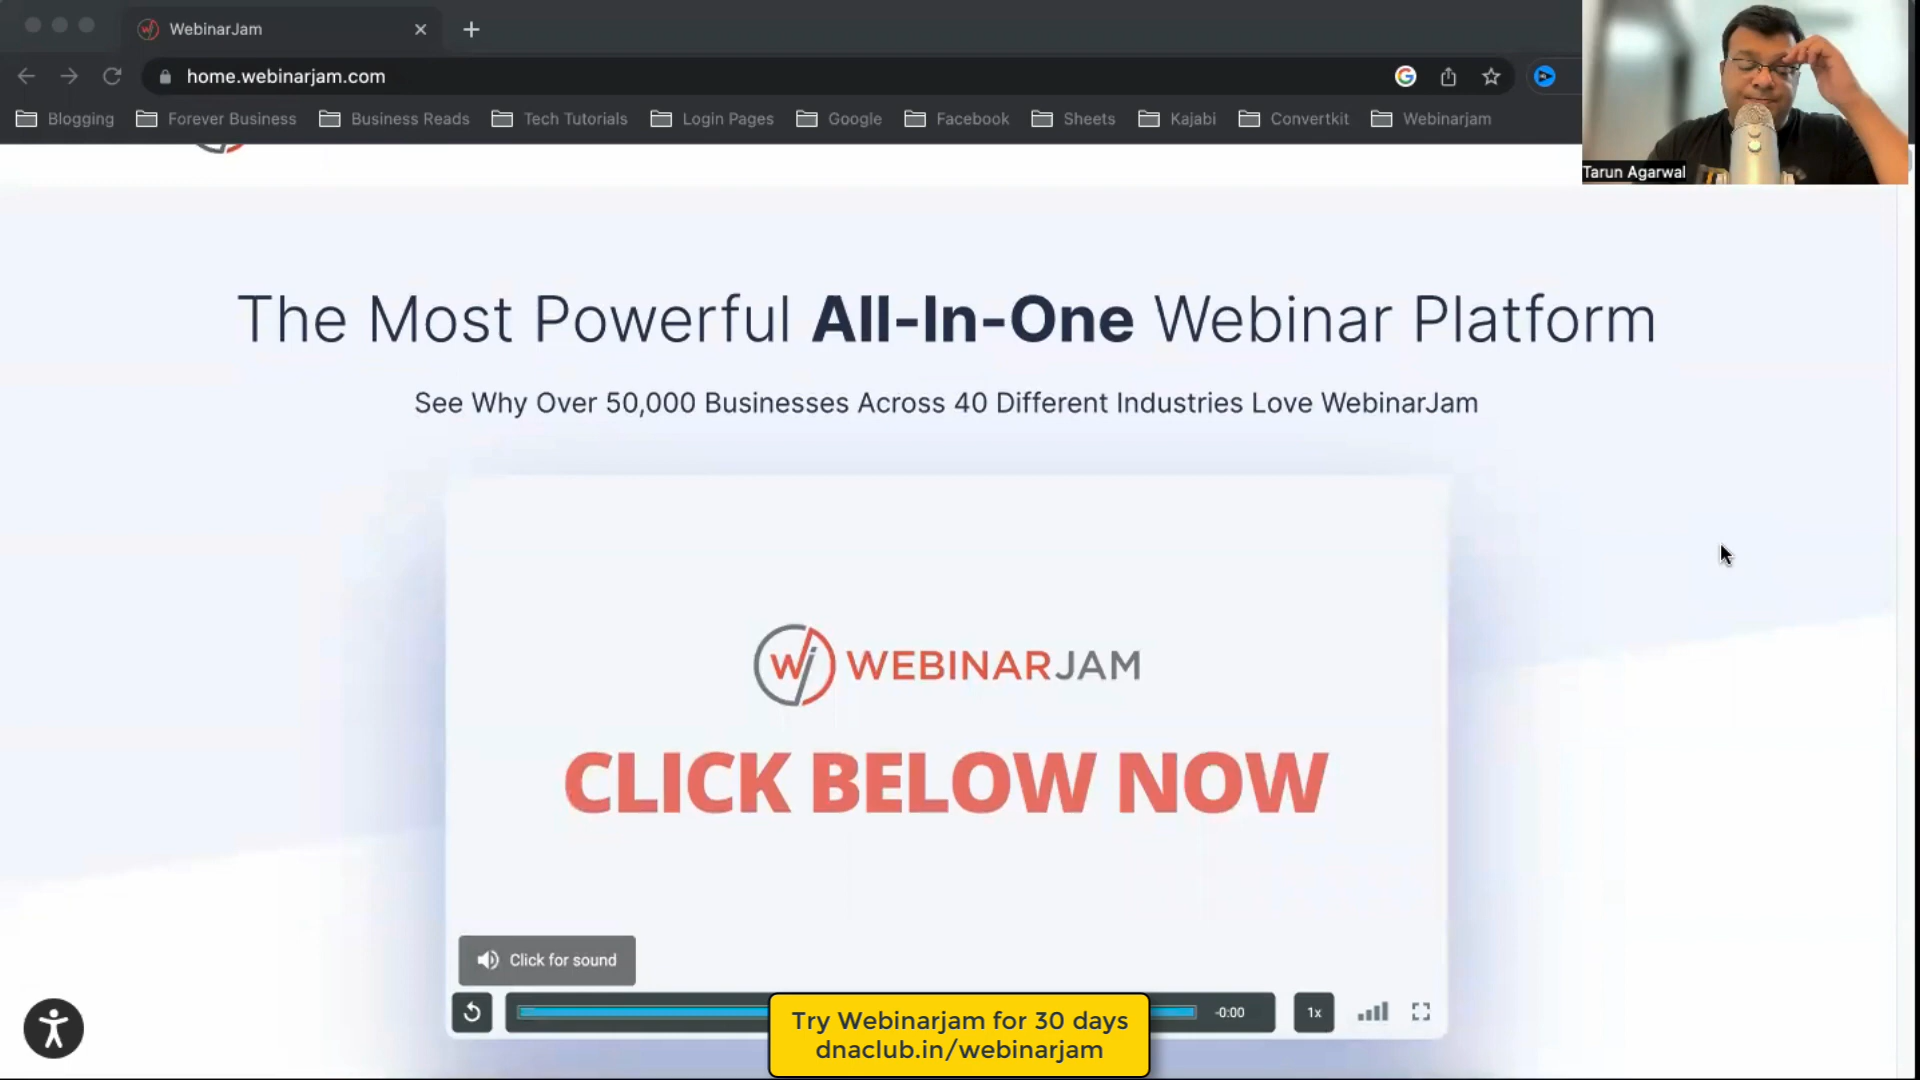 WebinarJam
home.webinarjam.com
Blogging
Forever Business
Business Reads
Tech Tutorials
Login Pages
Google
Facebook
Sheets
Kajabi
Convertkit
Webinarjam
Tarun Agarwal
The Most Powerful All-In-One Webinar Platform
See Why Over 50,000 Businesses Across 40 Different Industries Love WebinarJam
WEBINARJAM
CLICK BELOW NOW
Click for sound
-0:00
1x
Try Webinarjam for 30 days
dnaclub.in/webinarjam